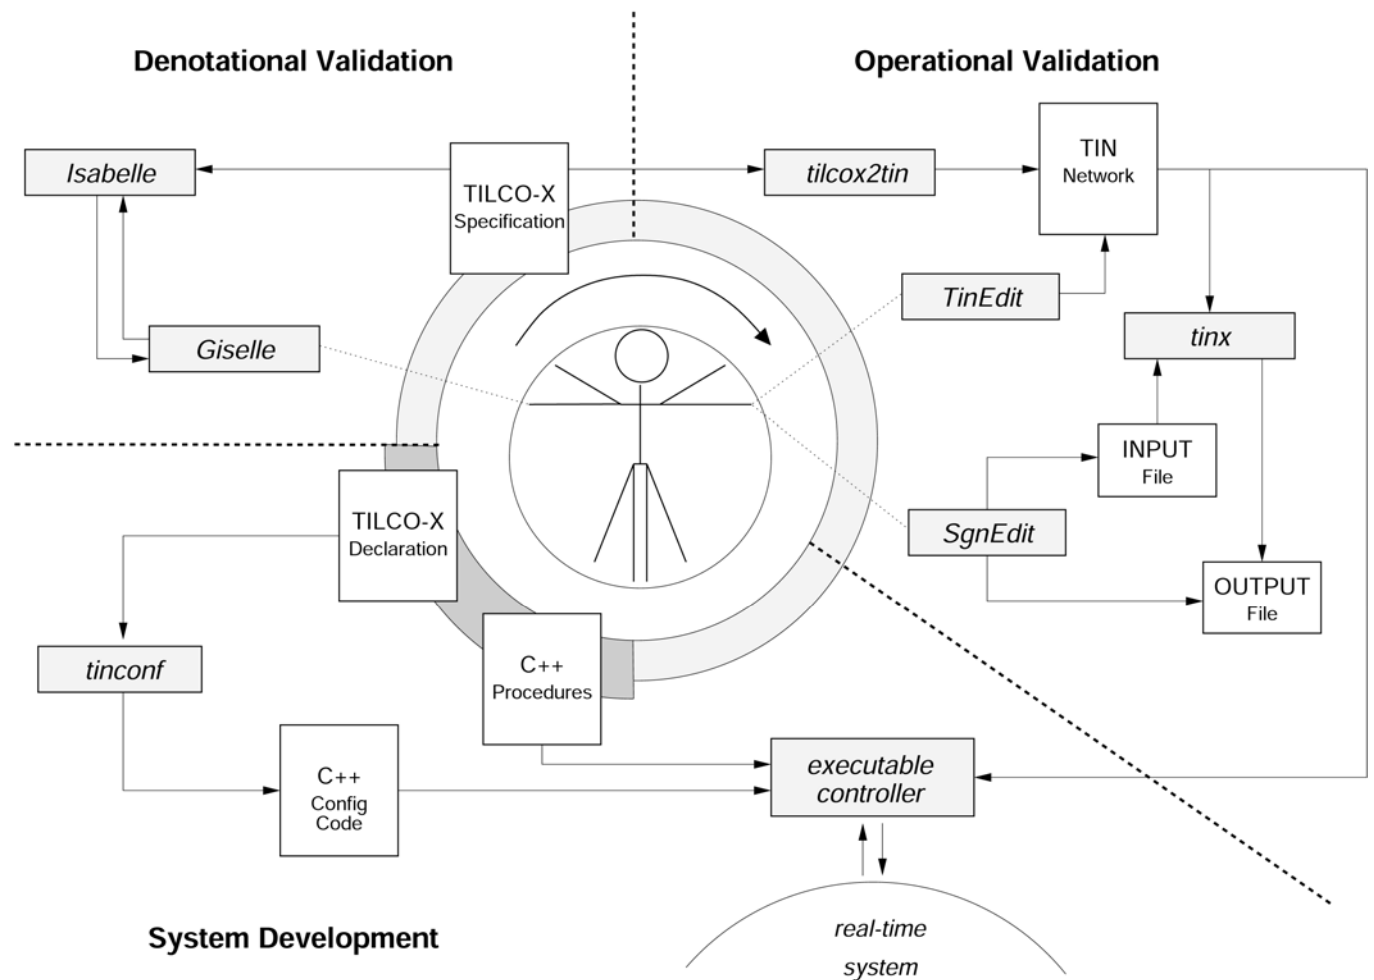 Denotational Validation
Operational Validation
Isabelle
TILCO-X
Specification
tilcox2tin
TIN
Network
TinEdit
Giselle
tinx
INPUT
File
SgnEdit
OUTPUT
File
TILCO-X
Declaration
tinconf
C++
Procedures
C++
Config
Code
executable
controller
System Development
real-time
system